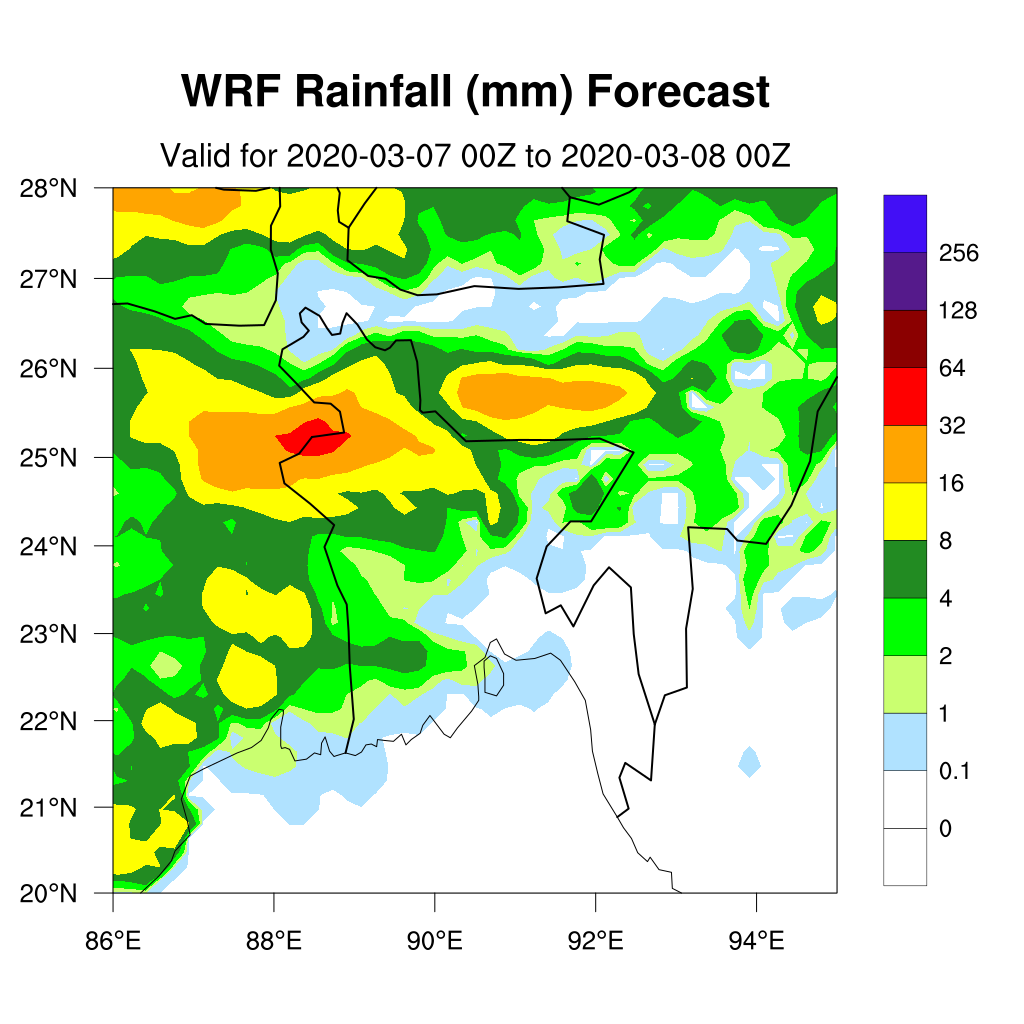 WRF Rainfall (mm) Forecast
Valid for 2020-03-07 00Z to 2020-03-08 00Z
28°N
27°N
26°N
25°N
24°N
23°N
22°N
21°N
20°N
86°E 88°E 90°E 92°E 94°E
256
128
64
32
16
8
4
2
1
0.1
0